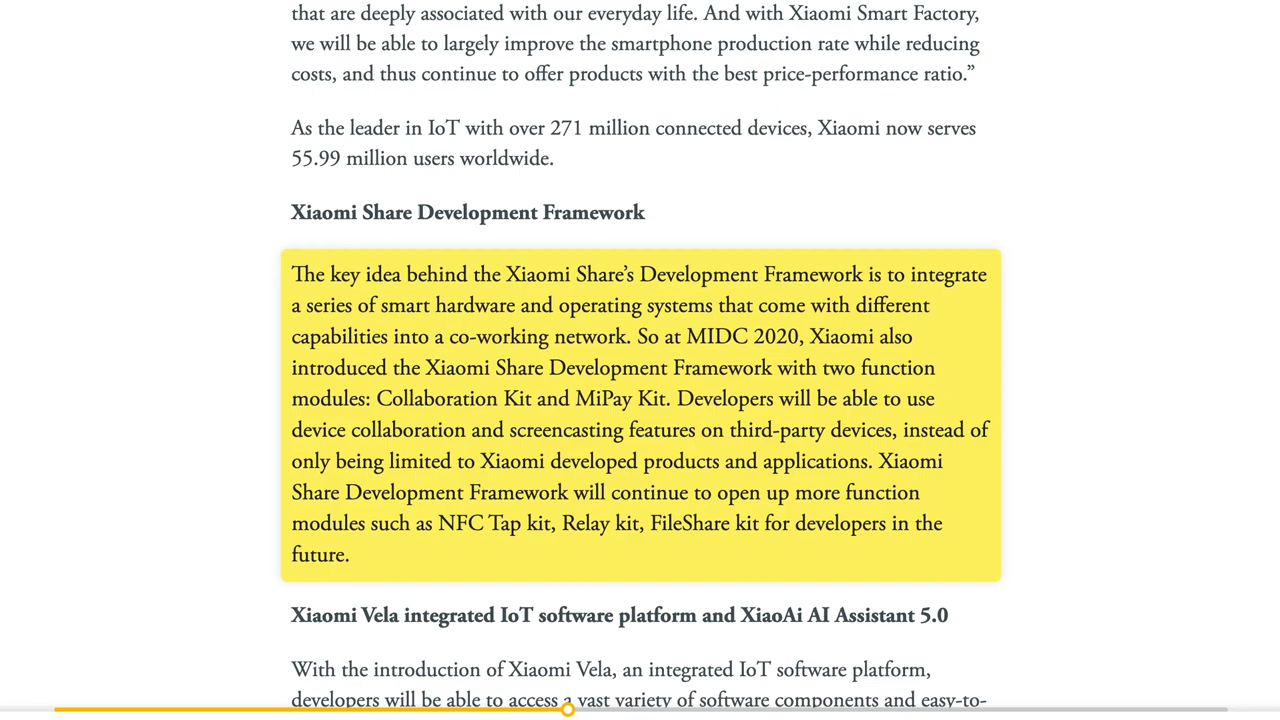 that are deeply associated with our everyday life. And with Xiaomi Smart Factory,
we will be able to largely improve the smartphone production rate while reducing
costs, and thus continue to offer products with the best price-performance ratio.”
As the leader in IoT with over 271 million connected devices, Xiaomi now serves
55.99 million users worldwide.
Xiaomi Share Development Framework
The key idea behind the Xiaomi Share’s Development Framework is to integrate
a series of smart hardware and operating systems that come with different
capabilities into a co-working network. So at MIDC 2020, Xiaomi also
introduced the Xiaomi Share Development Framework with two function
modules: Collaboration Kit and MiPay Kit. Developers will be able to use
device collaboration and screencasting features on third-party devices, instead of
only being limited to Xiaomi developed products and applications. Xiaomi
Share Development Framework will continue to open up more function
modules such as NFC Tap kit, Relay kit, FileShare kit for developers in the
future.
Xiaomi Vela integrated IoT software platform and XiaoAi AI Assistant 5.0
With the introduction of Xiaomi Vela, an integrated IoT software platform,
developers will be able to access a vast variety of software components and easy-to-